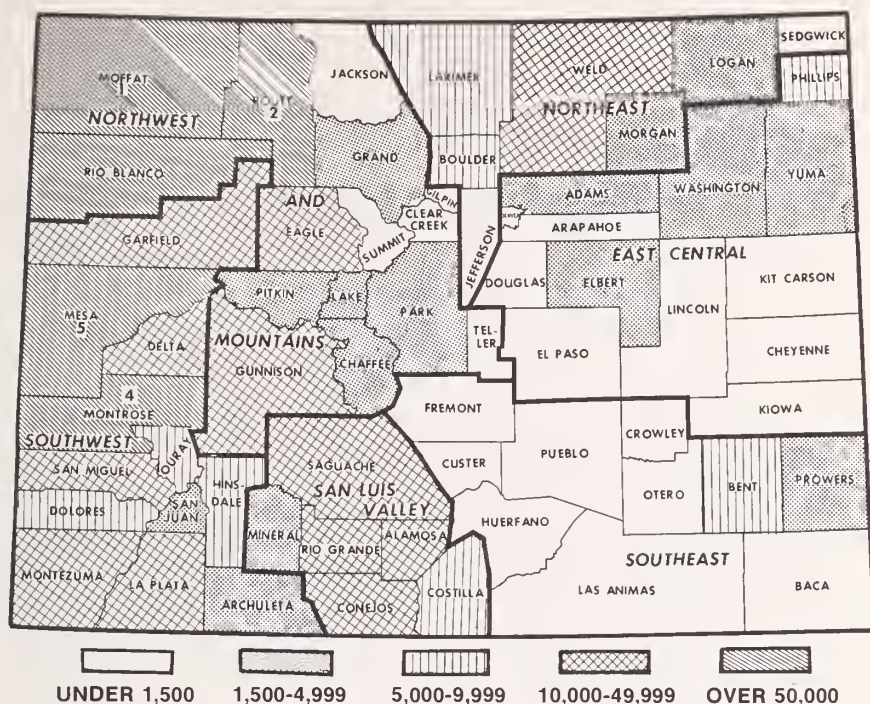 SEDGWICK
JACKSON
LARIMER
WELD
LOGAN
PHILLIPS
MOFFAT
1
ROUTT
2
NORTHWEST
NORTHEAST
MORGAN
GRAND
BOULDER
RIO BLANCO
WASHINGTON
YUMA
ADAMS
GILPIN
AND
CLEAR
CREEK
DENVER
ARAPAHOE
EAGLE
GARFIELD
SUMMIT
JEFFERSON
EAST CENTRAL
DOUGLAS
ELBERT
KIT CARSON
PITKIN
LAKE
PARK
LINCOLN
MESA
5
TEL-
LER
DELTA
MOUNTAINS
EL PASO
CHEYENNE
CHAFFEE
GUNNISON
4
MONTROSE
FREMONT
KIOWA
SOUTHWEST
OURAY
CROWLEY
SAGUACHE
CUSTER
PUEBLO
SAN MIGUEL
HINS-
DALE
OTERO
BENT
PROWERS
SAN LUIS
VALLEY
SAN
JUAN
DOLORES
HUERFANO
MINERAL
RIO GRANDE
ALAMOSA
SOUTHEAST
MONTEZUMA
LA PLATA
COSTILLA
LAS ANIMAS
BACA
ARCHULETA
CONEJOS
UNDER 1,500 1,500-4,999 5,000-9,999 10,000-49,999 OVER 50,000